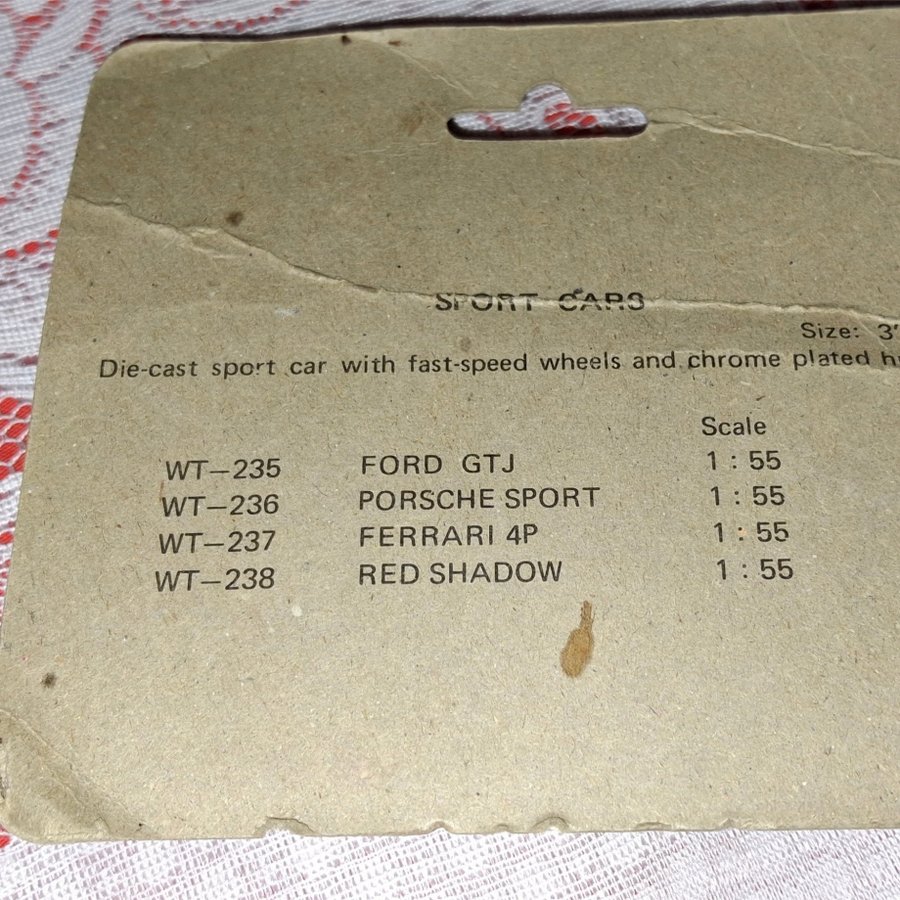 SPORT CARS
Size: 3'
Die-cast sport car with fast-speed wheels and chrome plated
Scale
WT-235 FORD GTJ 1 : 55
WT-236 PORSCHE SPORT 1 : 55
WT-237 FERRARI 4P 1 : 55
WT-238 RED SHADOW 1 : 55